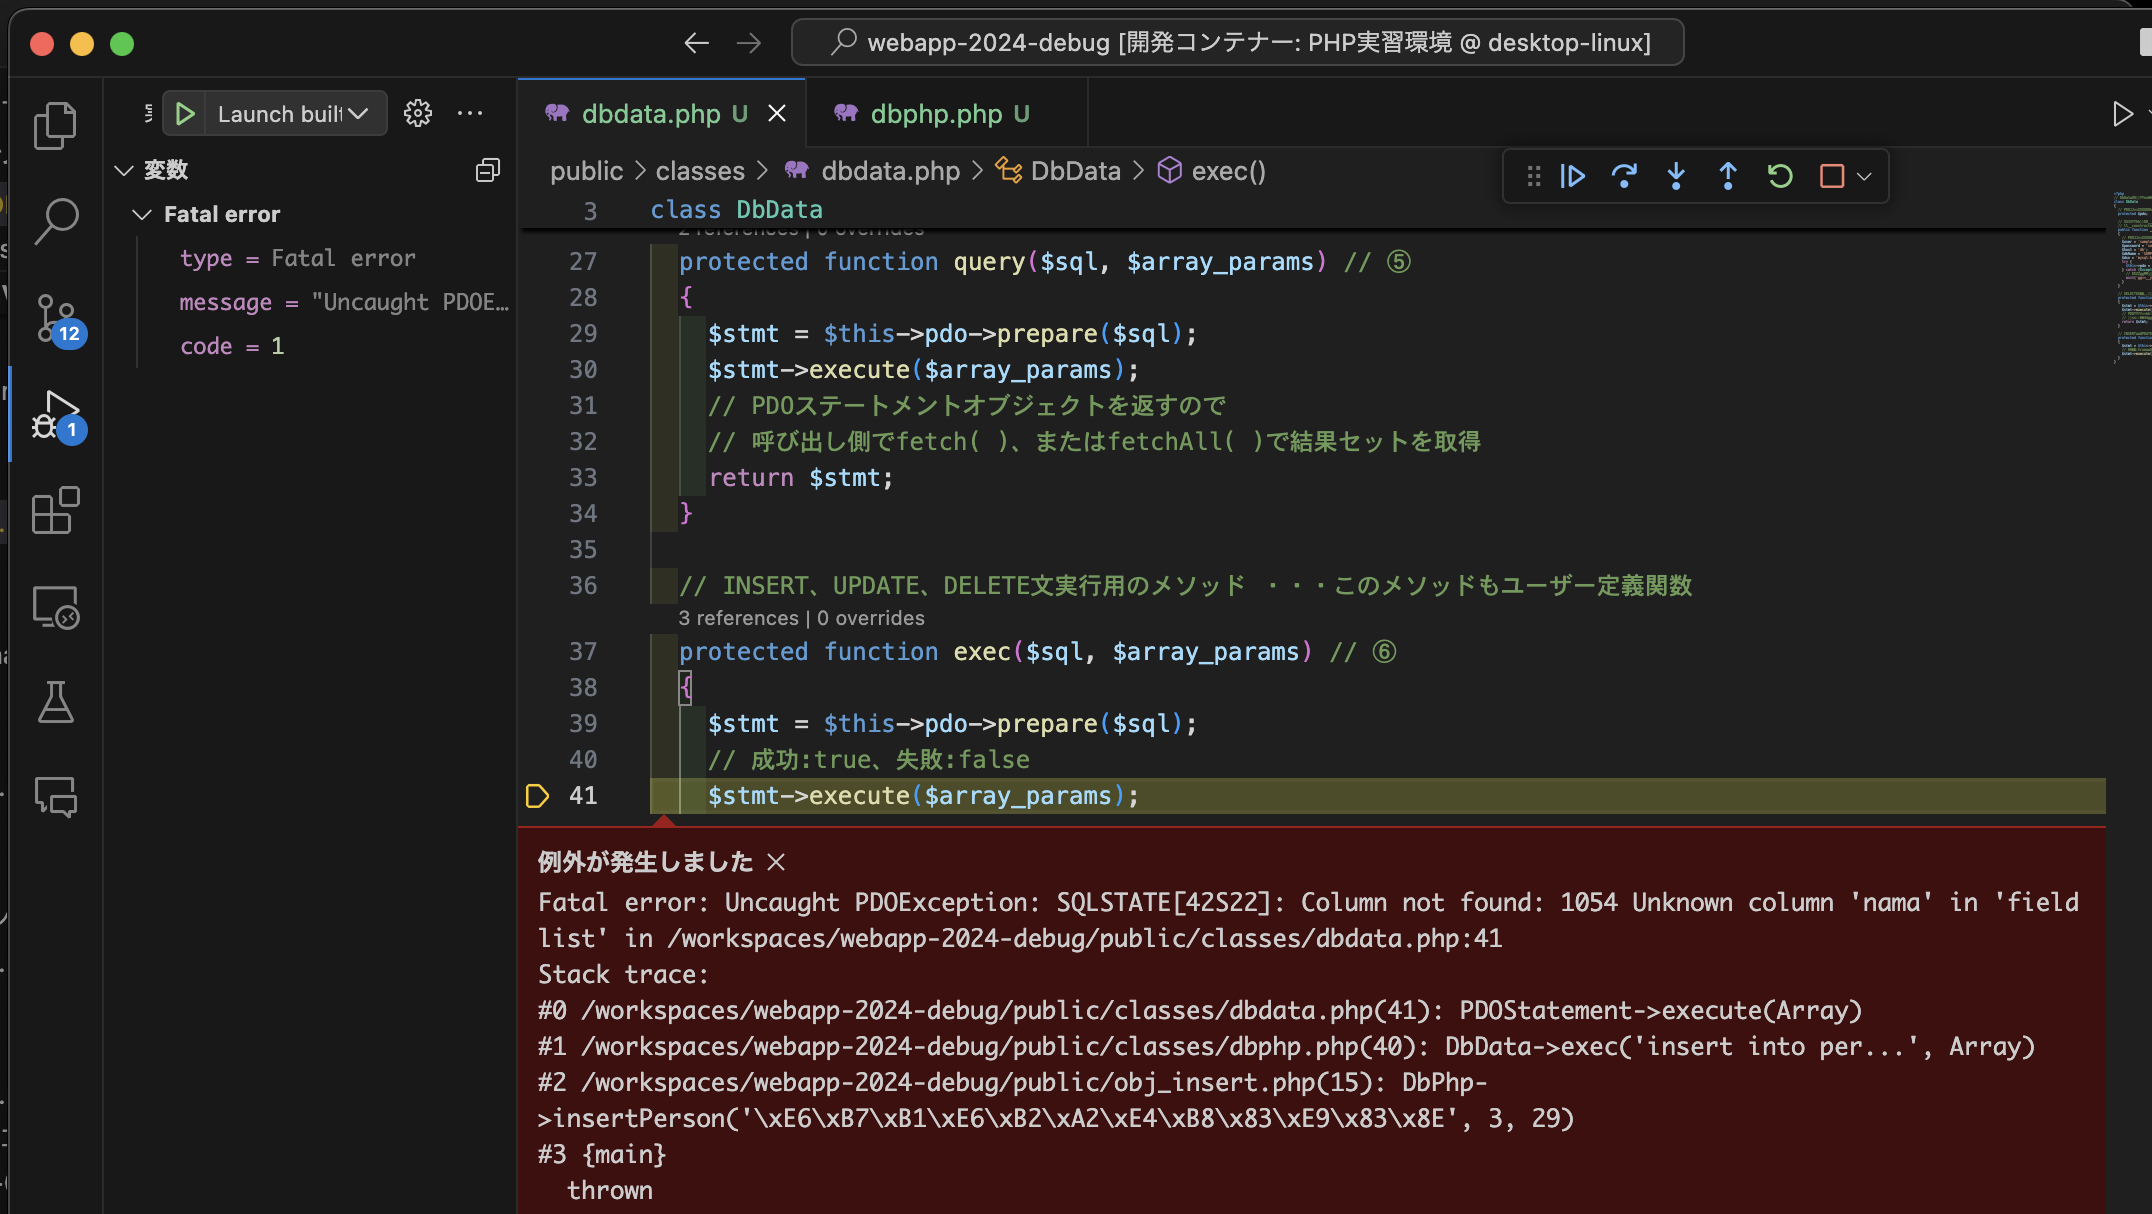 webapp-2024-debug [開発コンテナー: PHP実習環境 @ desktop-linux]
Launch buil
dbdata.php U
dbphp.php U
変数
Fatal error
type = Fatal error
message = "Uncaught PDOE…
code = 1
12
1
public > classes > dbdata.php > DbData > exec()
3 class DbData
27 protected function query($sql, $array_params) // ⑤
28 {
29 $stmt = $this->pdo->prepare($sql);
30 $stmt->execute($array_params);
31 // PDOステートメントオブジェクトを返すので
32 // 呼び出し側でfetch( )、またはfetchAll( )で結果セットを取得
33 return $stmt;
34 }
35
36 // INSERT、UPDATE、DELETE文実行用のメソッド ・・・このメソッドもユーザー定義関数
3 references | 0 overrides
37 protected function exec($sql, $array_params) // ⑥
38 {
39 $stmt = $this->pdo->prepare($sql);
40 // 成功:true、失敗:false
41 $stmt->execute($array_params);
例外が発生しました
Fatal error: Uncaught PDOException: SQLSTATE[42S22]: Column not found: 1054 Unknown column 'nama' in 'field
list' in /workspaces/webapp-2024-debug/public/classes/dbdata.php:41
Stack trace:
#0 /workspaces/webapp-2024-debug/public/classes/dbdata.php(41): PDOStatement->execute(Array)
#1 /workspaces/webapp-2024-debug/public/classes/dbphp.php(40): DbData->exec('insert into per...', Array)
#2 /workspaces/webapp-2024-debug/public/obj_insert.php(15): DbPhp-
>insertPerson('\xE6\xB7\xB1\xE6\xB2\xA2\xE4\xB8\x83\xE9\x83\x8E', 3, 29)
#3 {main}
thrown